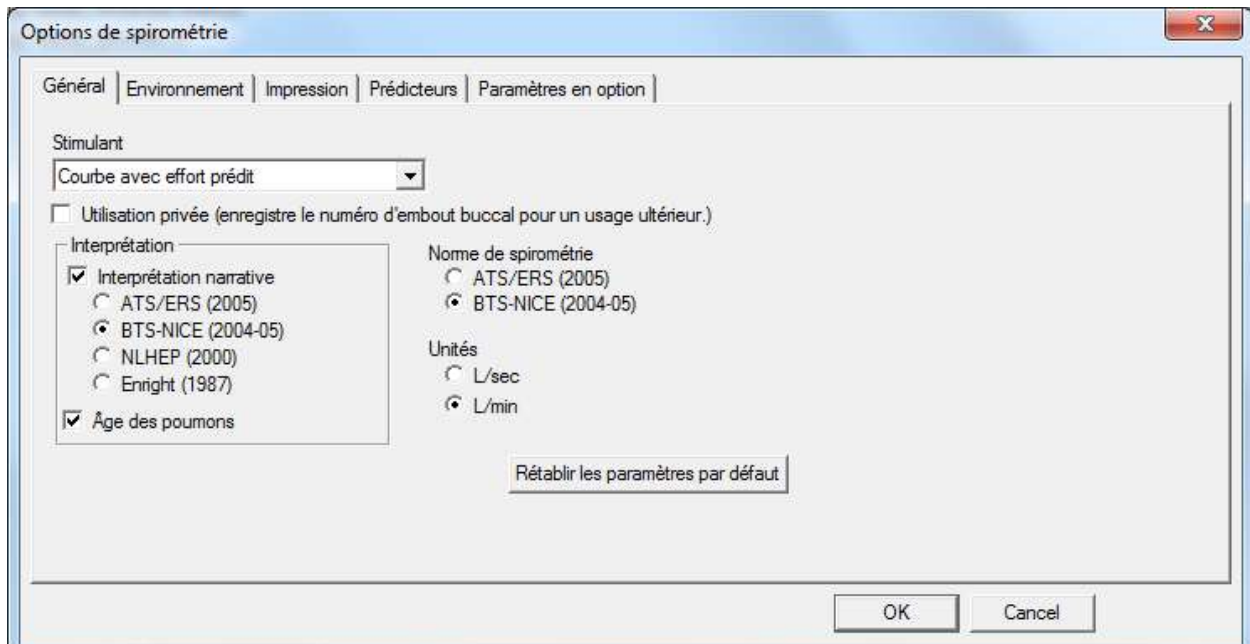 Options de spirométrie
Général
Environnement
Impression
Prédicteurs
Paramètres en option
Stimulant
Courbe avec effort prédit
Utilisation privée (enregistre le numéro d'embout buccal pour un usage ultérieur.)
Interprétation
Interprétation narrative
ATS/ERS (2005)
BTS-NICE (2004-05)
NLHEP (2000)
Enright (1987)
Âge des poumons
Norme de spirométrie
ATS/ERS (2005)
BTS-NICE (2004-05)
Unités
L/sec
L/min
Rétablir les paramètres par défaut
OK
Cancel